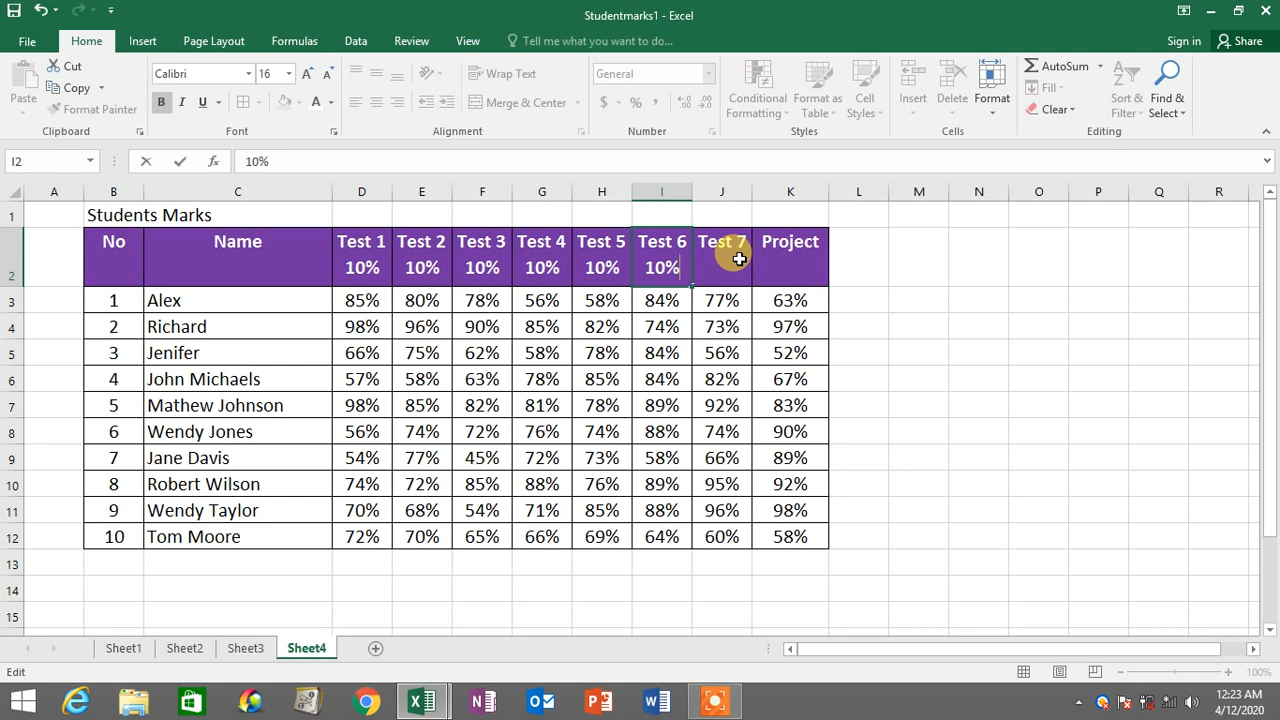 Studentmarks1 - Excel
File Home Insert Page Layout Formulas Data Review View Tell me what you want to do... Sign in Share
Paste Cut Copy Format Painter Clipboard
Calibri 16 B I U Font
Wrap Text Merge & Center Alignment
General $ % Number
Conditional Formatting Format as Table Cell Styles Styles
Insert Delete Format Cells
AutoSum Fill Clear Sort & Filter Find & Select Editing
I2 fx 10%
A B C D E F G H I J K L M N O P Q R
1 Students Marks
No Name Test 1 Test 2 Test 3 Test 4 Test 5 Test 6 Test 7 Project
2 10% 10% 10% 10% 10% 10%
3 1 Alex 85% 80% 78% 56% 58% 84% 77% 63%
4 2 Richard 98% 96% 90% 85% 82% 74% 73% 97%
5 3 Jenifer 66% 75% 62% 58% 78% 84% 56% 52%
6 4 John Michaels 57% 58% 63% 78% 85% 84% 82% 67%
7 5 Mathew Johnson 98% 85% 82% 81% 78% 89% 92% 83%
8 6 Wendy Jones 56% 74% 72% 76% 74% 88% 74% 90%
9 7 Jane Davis 54% 77% 45% 72% 73% 58% 66% 89%
10 8 Robert Wilson 74% 72% 85% 88% 76% 89% 95% 92%
11 9 Wendy Taylor 70% 68% 54% 71% 85% 88% 96% 98%
12 10 Tom Moore 72% 70% 65% 66% 69% 64% 60% 58%
13
14
15
Sheet1 Sheet2 Sheet3 Sheet4
Edit 100%
12:23 AM
4/12/2020